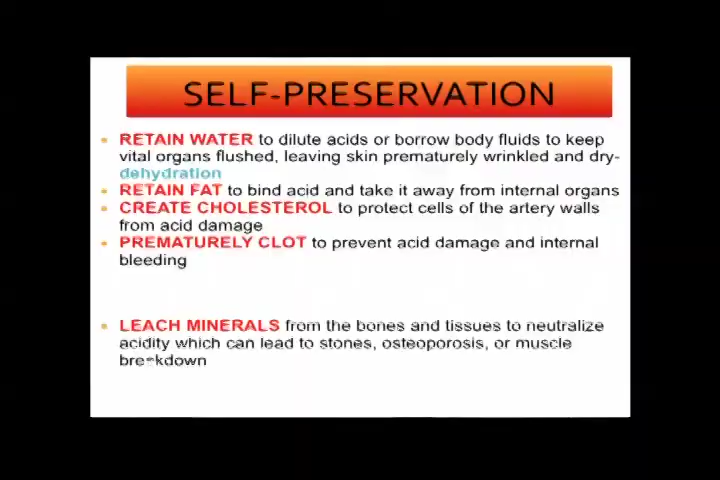 SELF-PRESERVATION
RETAIN WATER to dilute acids or borrow body fluids to keep
vital organs flushed, leaving skin prematurely wrinkled and dry-
dehydration
RETAIN FAT to bind acid and take it away from internal organs
CREATE CHOLESTEROL to protect cells of the artery walls
from acid damage
PREMATURELY CLOT to prevent acid damage and internal
bleeding
LEACH MINERALS from the bones and tissues to neutralize
acidity which can lead to stones, osteoporosis, or muscle
breakdown